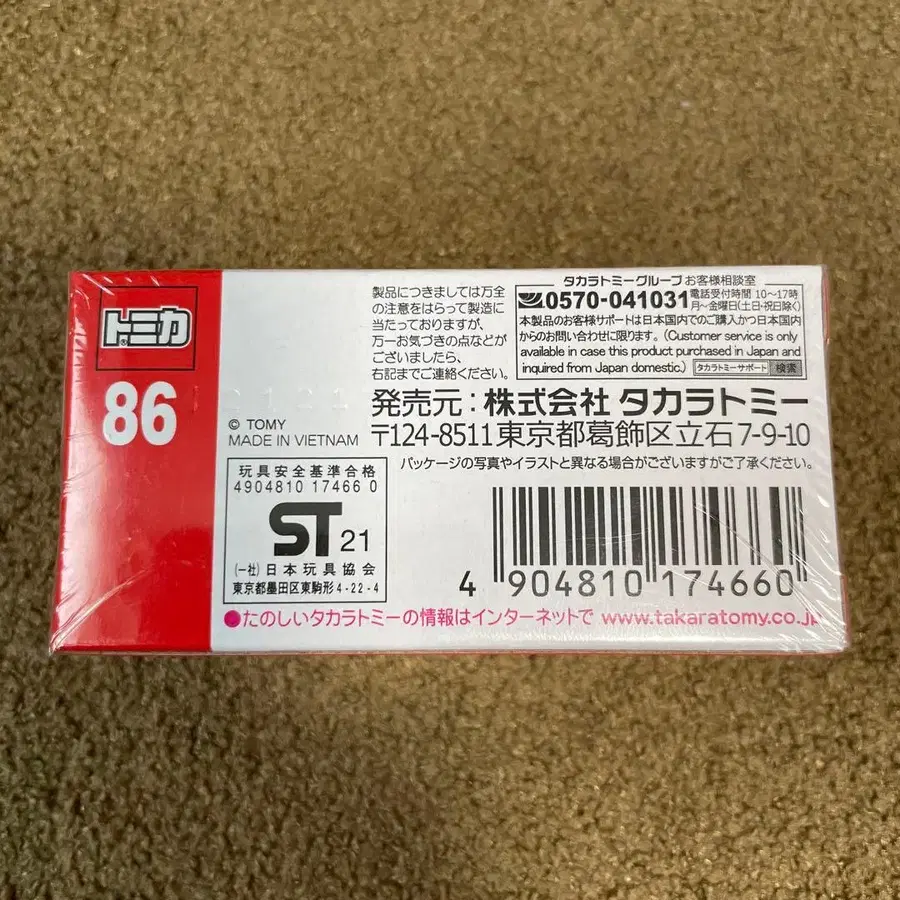 トミカ
86
© TOMY
MADE IN VIETNAM
玩具安全基準合格
4904810 17466 0
ST 21
(一社)日本玩具協会
東京都墨田区東駒形4-22-4
製品につきましては万全
の注意をはらって製造に
当たっておりますが、
万一お気づきの点などが
ございましたら、
右記までご連絡ください。
タカラトミーグループ お客様相談室
0570-041031 電話受付時間 10〜17時
月〜金曜日(土日・祝日除く)
本製品のお客様サポートは日本国内でのご購入かつ日本国内
からのお問い合わせに限ります。(Customer service is only
available in case this product purchased in Japan and
inquired from Japan domestic.) タカラトミーサポート 検索
発売元：株式会社 タカラトミー
〒124-8511 東京都葛飾区立石 7-9-10
パッケージの写真やイラストと異なる場合がございますがご了承ください。
4 904810 174660
●たのしいタカラトミーの情報はインターネットで www.takaratomy.co.jp